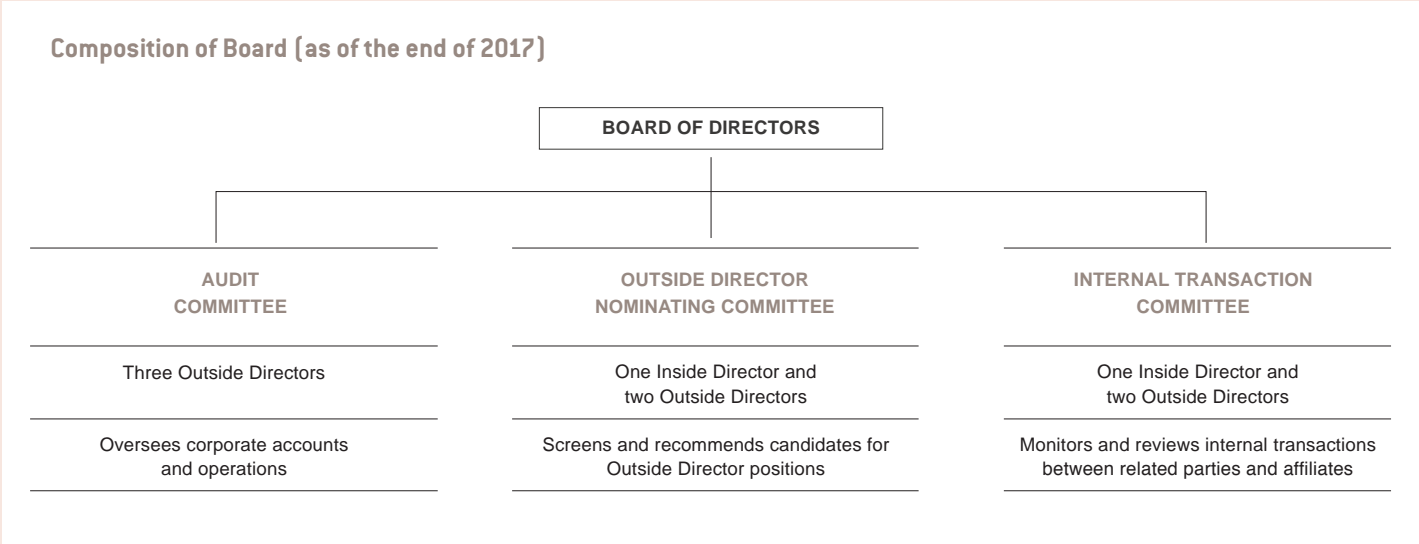 Composition of Board (as of the end of 2017)
BOARD OF DIRECTORS
AUDIT
COMMITTEE
Three Outside Directors
Oversees corporate accounts
and operations
OUTSIDE DIRECTOR
NOMINATING COMMITTEE
One Inside Director and
two Outside Directors
Screens and recommends candidates for
Outside Director positions
INTERNAL TRANSACTION
COMMITTEE
One Inside Director and
two Outside Directors
Monitors and reviews internal transactions
between related parties and affiliates